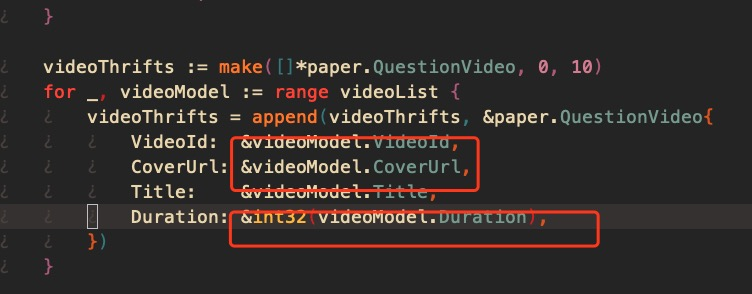 }
videoThrifts := make([]*paper.QuestionVideo, 0, 10)
for _, videoModel := range videoList {
videoThrifts = append(videoThrifts, &paper.QuestionVideo{
VideoId: &videoModel.VideoId,
CoverUrl: &videoModel.CoverUrl,
Title: &videoModel.Title,
Duration: &int32(videoModel.Duration),
})
}